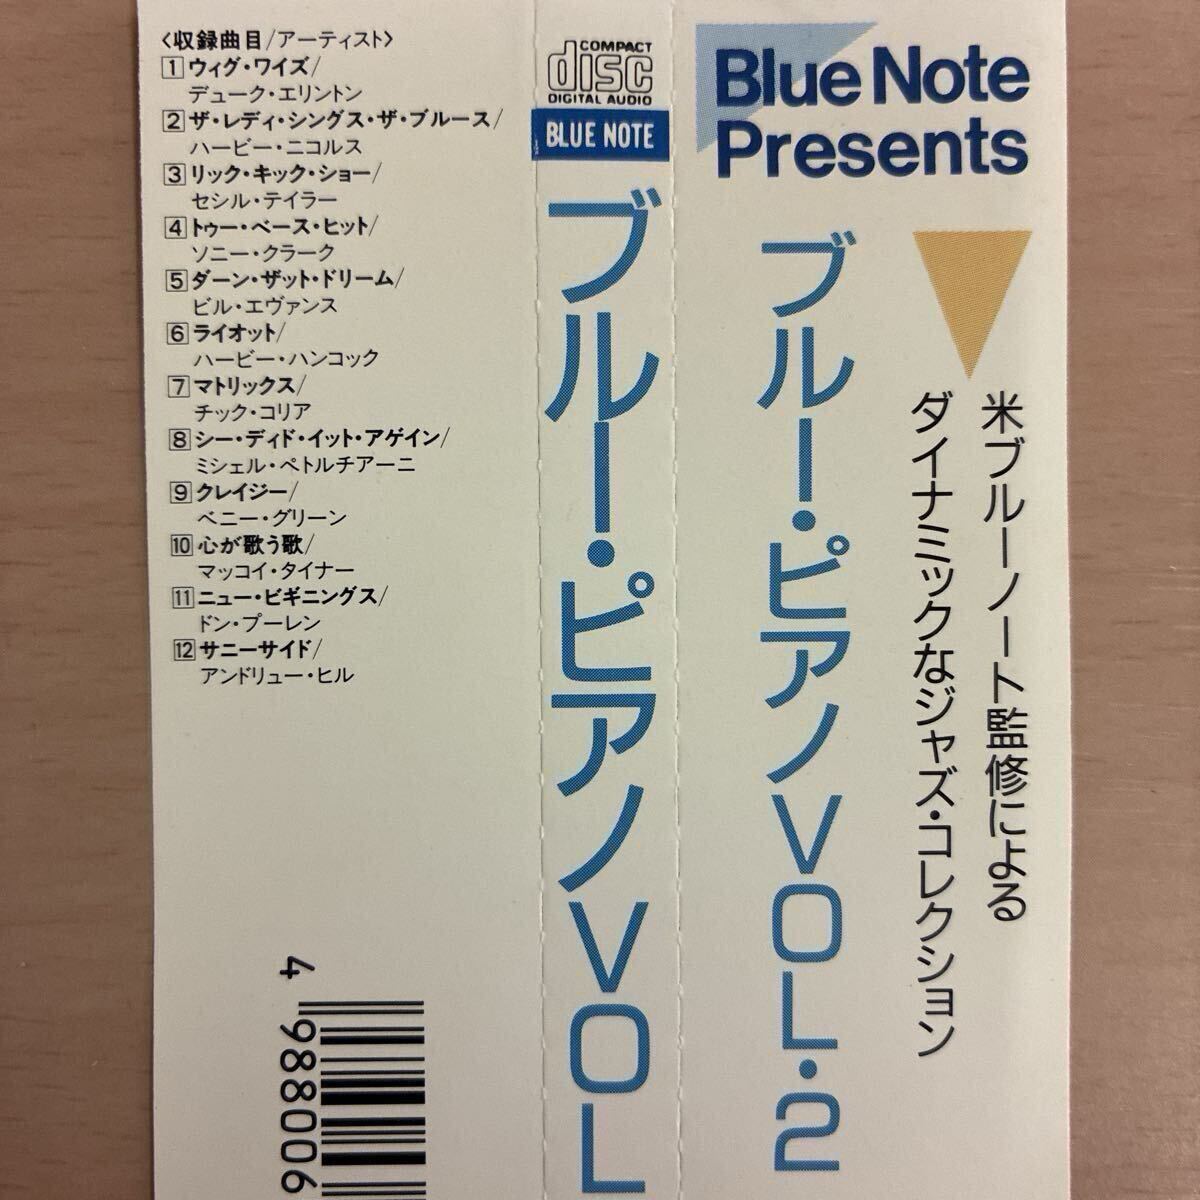 〈収録曲目/アーティスト〉
1 ウィグ・ワイズ/
デューク・エリントン
2 ザ・レディ・シングス・ザ・ブルース/
ハービー・ニコルス
3 リック・キック・ショー/
セシル・テイラー
4 トゥー・ベース・ヒット/
ソニー・クラーク
5 ダーン・ザット・ドリーム/
ビル・エヴァンス
6 ライオット/
ハービー・ハンコック
7 マトリックス/
チック・コリア
8 シー・ディド・イット・アゲイン/
ミシェル・ペトルチアーニ
9 クレイジー/
ベニー・グリーン
10 心が歌う歌/
マッコイ・タイナー
11 ニュー・ビギニングス/
ドン・プーレン
12 サニーサイド/
アンドリュー・ヒル
4 988006
COMPACT
disc
DIGITAL AUDIO
BLUE NOTE
ブルー・ピアノ VOL
Blue Note
Presents
米ブルーノート監修による
ダイナミックなジャズ・コレクション
ブルー・ピアノ VOL・2